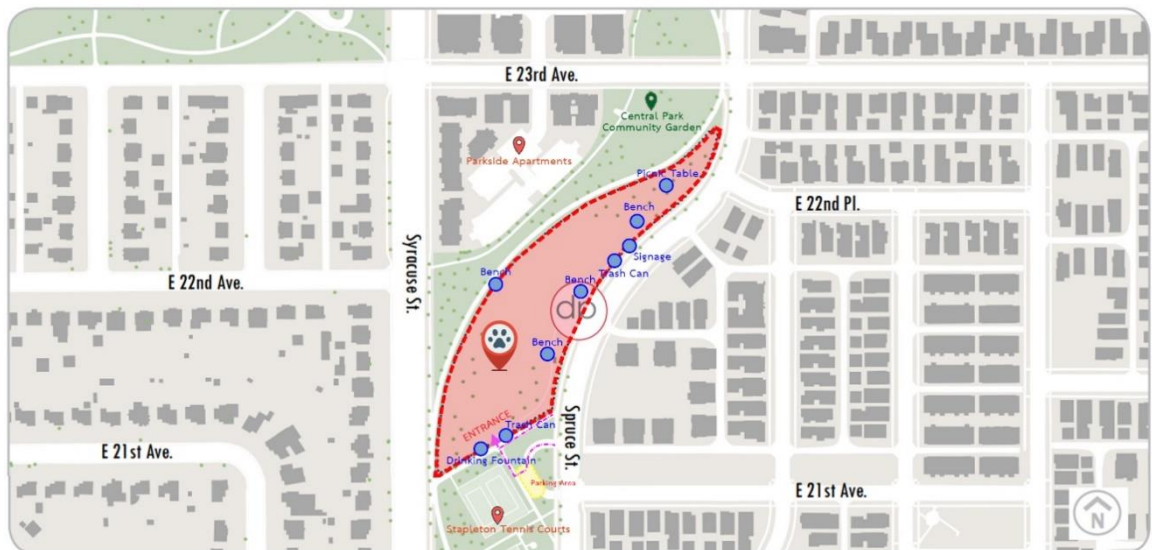 E 23rd Ave.
Central Park
Community Garden
Parkside Apartments
Picnic Table
E 22nd Pl.
Bench
Syracuse St.
Signage
Trash Can
Bench
E 22nd Ave.
Bench
dp
Bench
Spruce St.
ENTRANCE
Trash Can
E 21st Ave.
Drinking Fountain
Parking Area
E 21st Ave.
Stapleton Tennis Courts
N